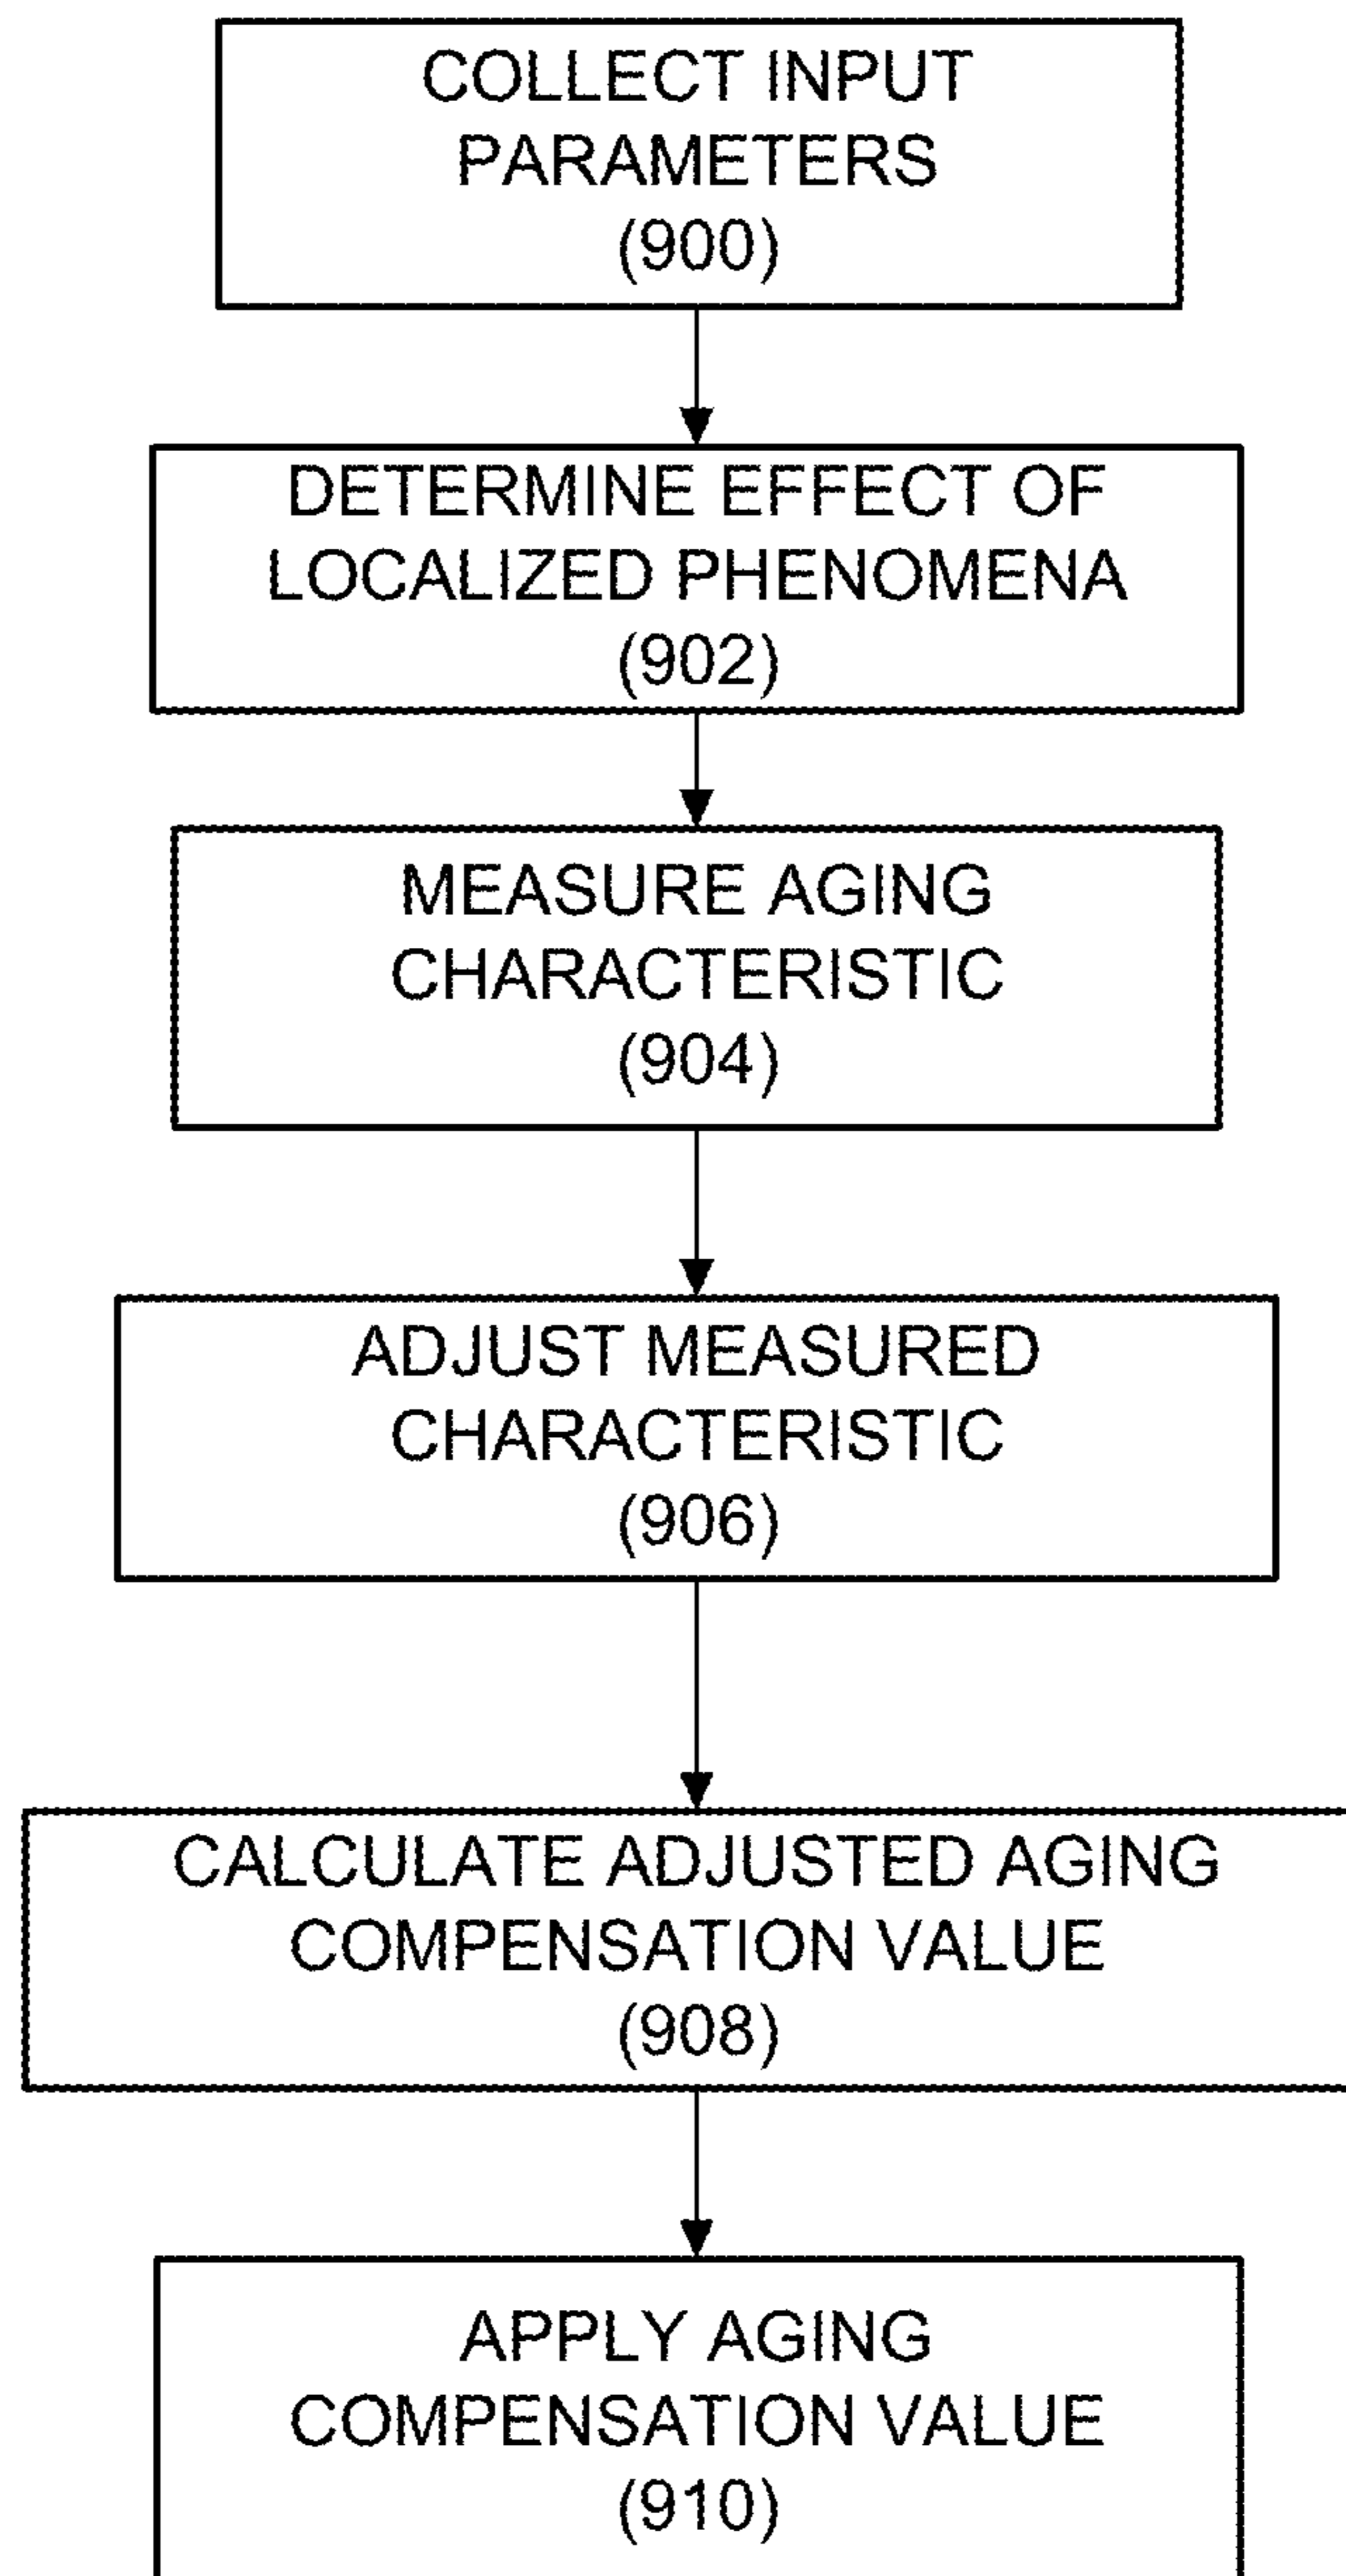 COLLECT INPUT
PARAMETERS
(900)
DETERMINE EFFECT OF
LOCALIZED PHENOMENA
(902)
MEASURE AGING
CHARACTERISTIC
(904)
ADJUST MEASURED
CHARACTERISTIC
(906)
CALCULATE ADJUSTED AGING
COMPENSATION VALUE
(908)
APPLY AGING
COMPENSATION VALUE
(910)